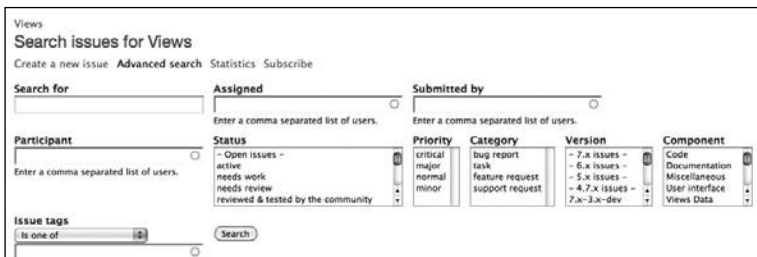 Views
Search issues for Views
Create a new issue Advanced search Statistics Subscribe
Search for
Assigned
Enter a comma separated list of users.
Submitted by
Enter a comma separated list of users.
Participant
Enter a comma separated list of users.
Status
- Open issues -
active
needs work
needs review
reviewed & tested by the community
Priority
critical
major
normal
minor
Category
bug report
task
feature request
support request
Version
- 7.x issues -
- 6.x issues -
- 5.x issues -
- 4.7.x issues -
7.x-3.x-dev
Component
Code
Documentation
Miscellaneous
User interface
Views Data
Issue tags
Is one of
Search